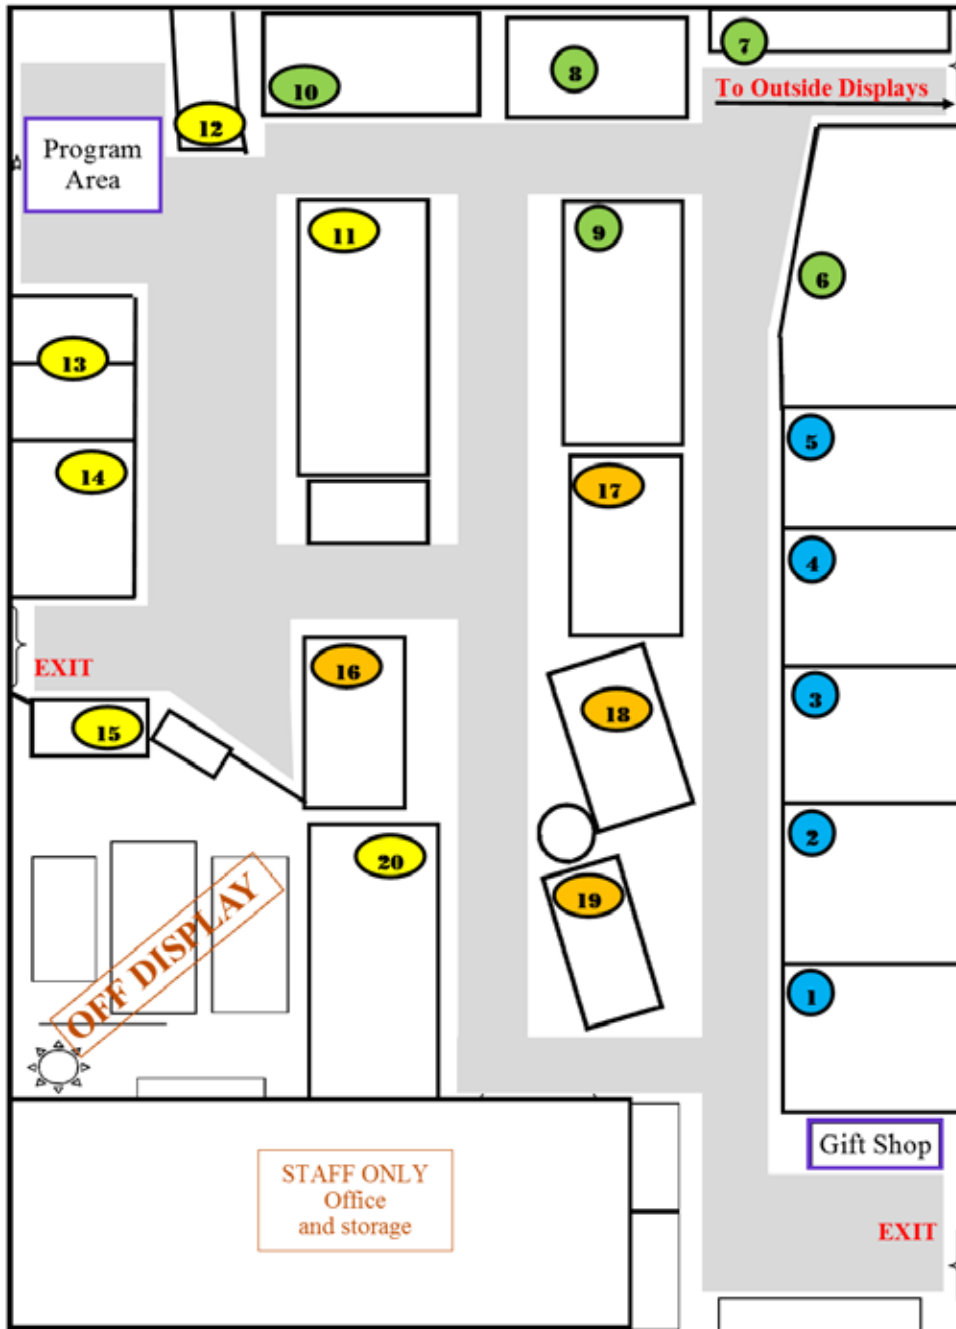 7
8
10
To Outside Displays
12
Program
Area
11
9
6
13
5
14
17
4
16
EXIT
3
18
15
2
20
19
OFF DISPLAY
1
Gift Shop
STAFF ONLY
Office
and storage
EXIT